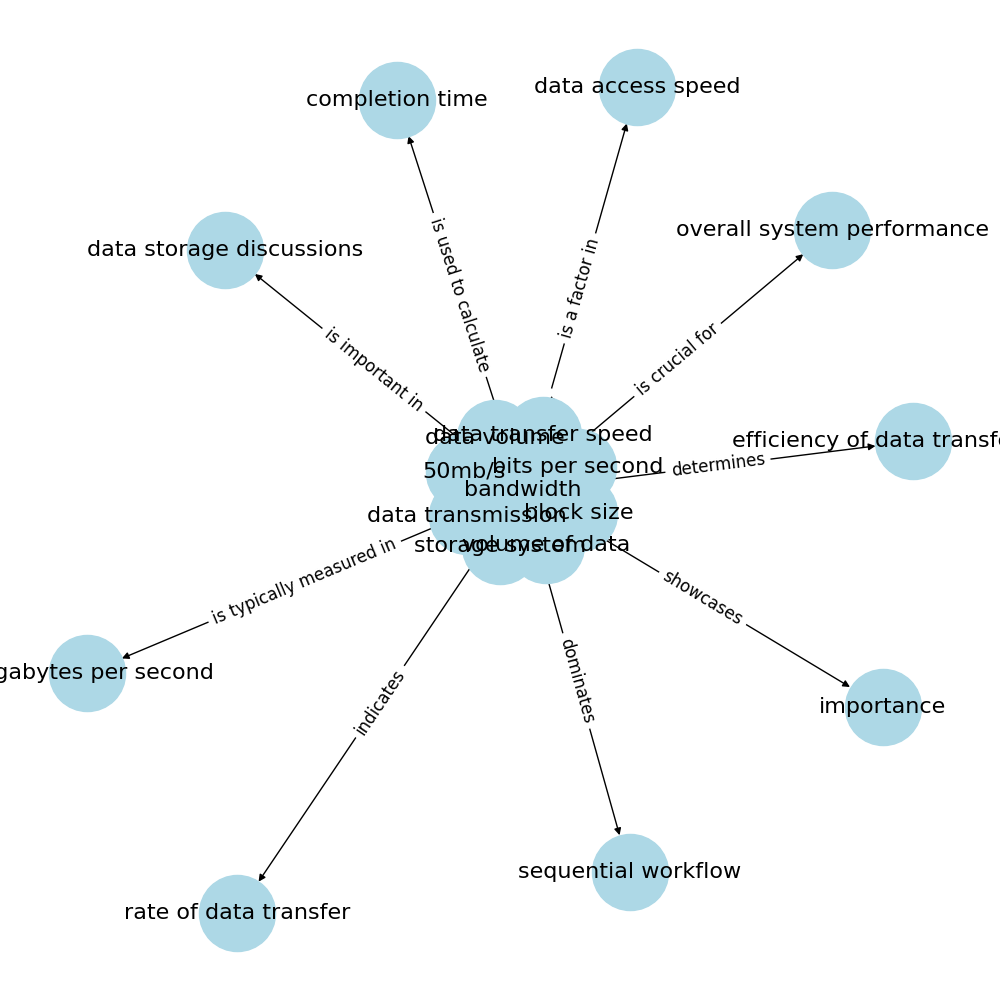 data access speed
completion time
overall system performance
data storage discussions
is used to calculate
is a factor in
is important in
is crucial for
data transfer speed
data volume
efficiency of data transfe
determines
bits per second
50mb/s
bandwidth
block size
data transmission
storage system
volume of data
is typically measured in
showcases
gabytes per second
indicates
dominates
importance
sequential workflow
rate of data transfer